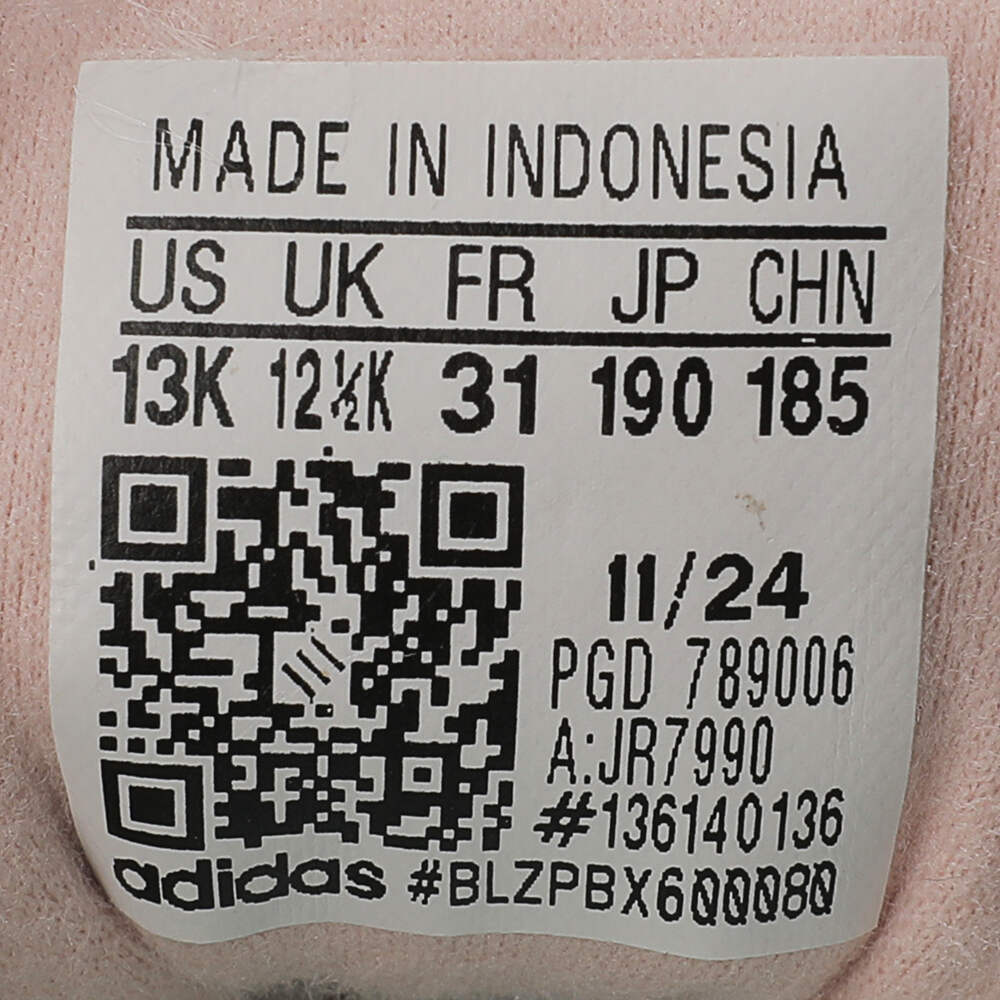 MADE IN INDONESIA
US UK FR JP CHN
13K 12½K 31 190 185
11/24
PGD 789006
A:JR7990
#136140136
adidas #BLZPBX600080